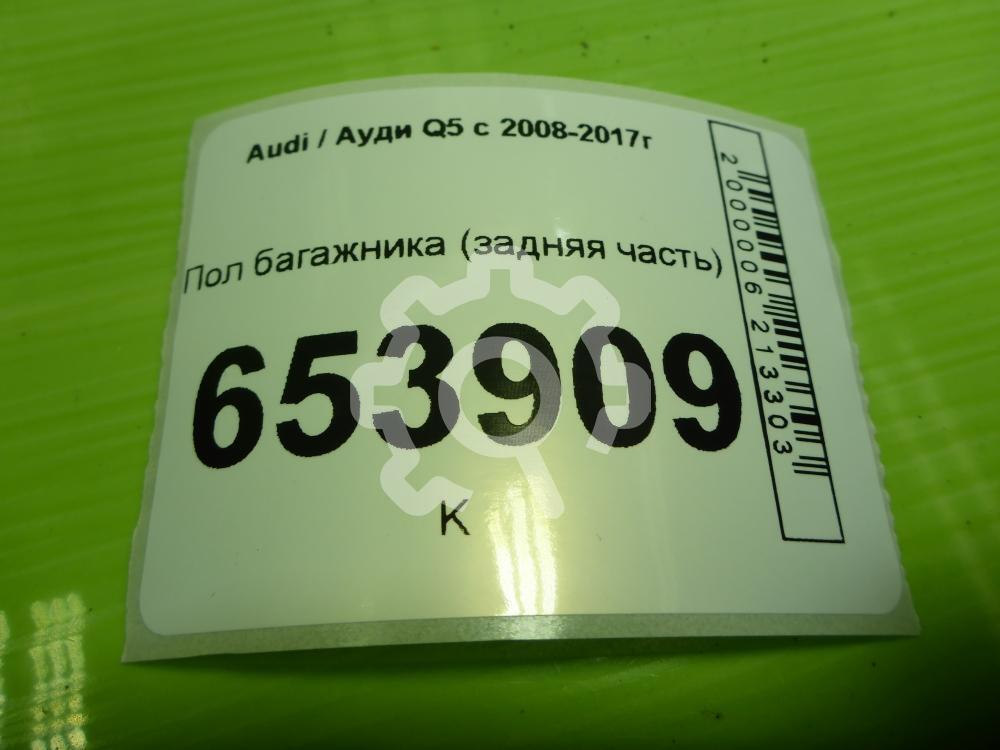 Audi / Ауди Q5 с 2008-2017г
Пол багажника (задняя часть)
653909
К
2000006213303